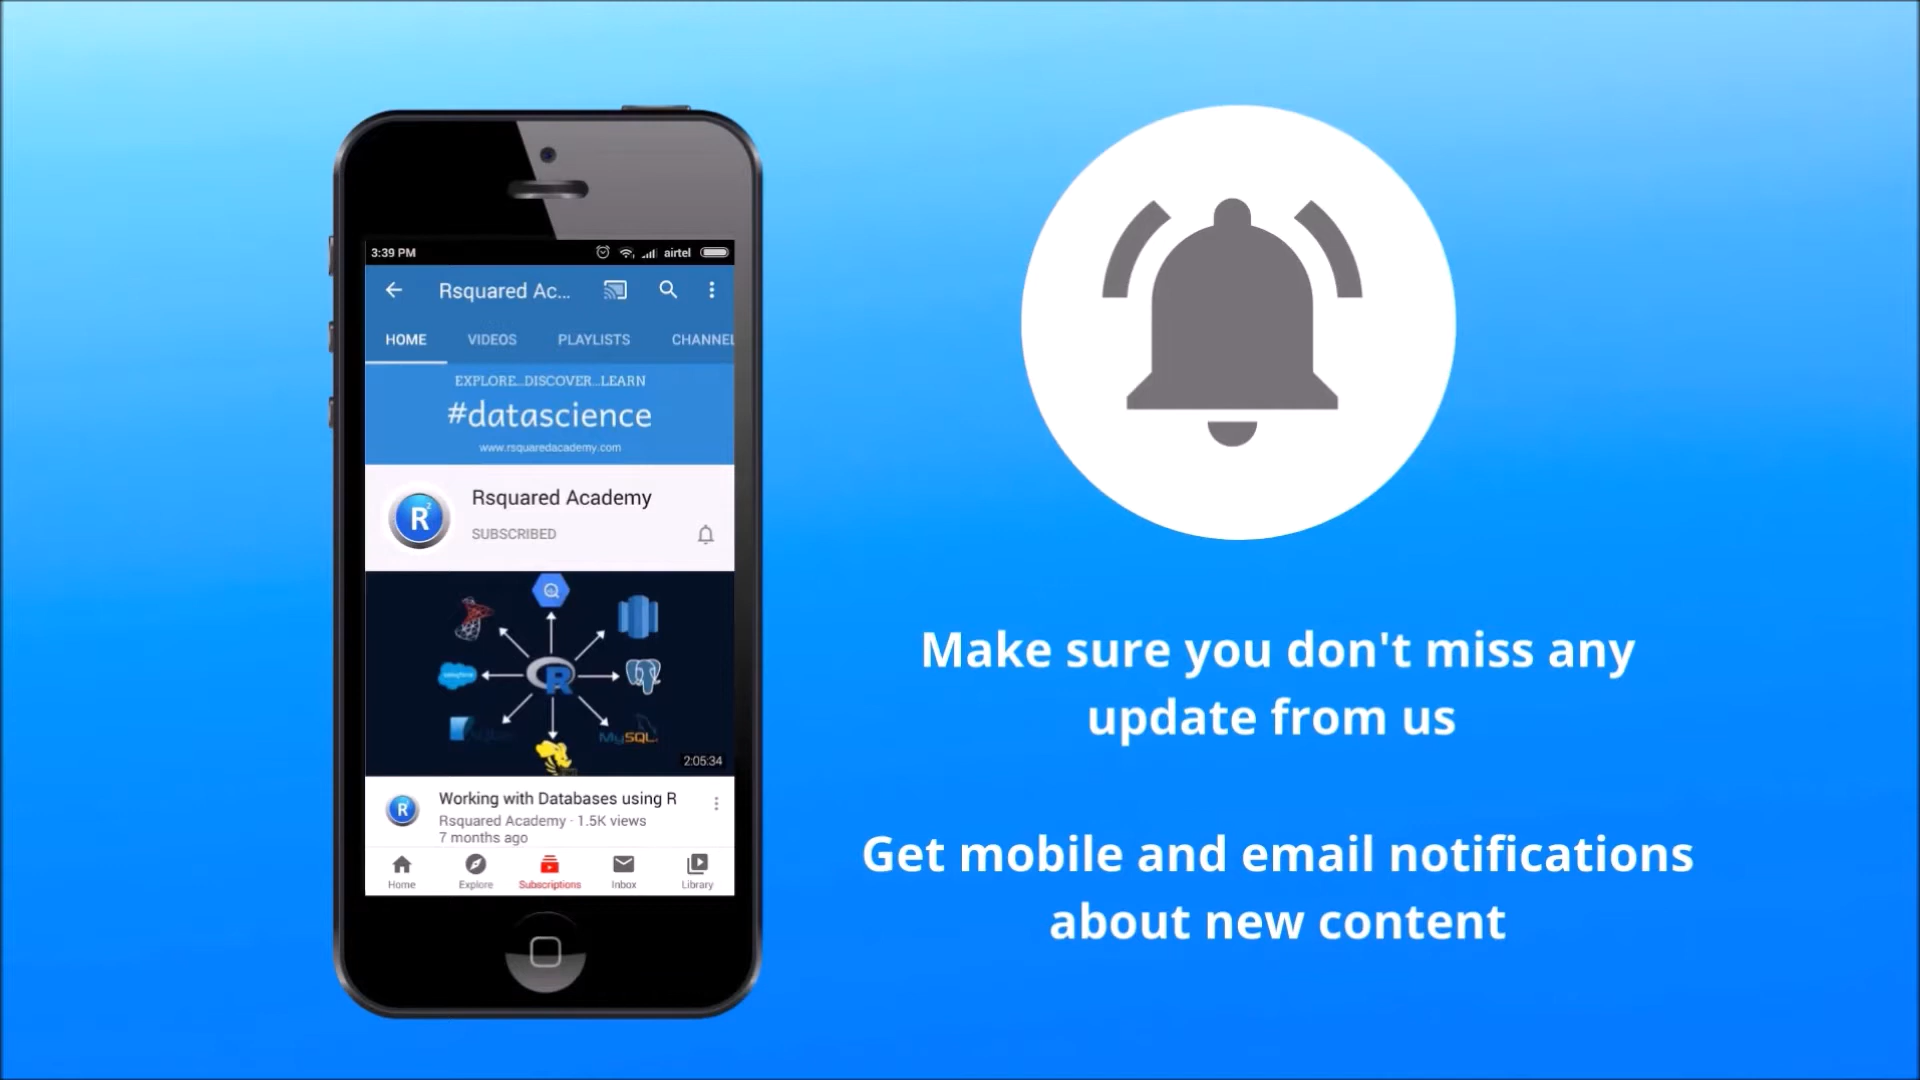 3:39 PM
airtel
Rsquared Ac...
HOME VIDEOS PLAYLISTS CHANNEL
EXPLORE...DISCOVER...LEARN
#datascience
www.rsquaredacademy.com
R2
Rsquared Academy
SUBSCRIBED
salesforce
R
MySQL
2:05:34
R
Working with Databases using R
Rsquared Academy · 1.5K views
7 months ago
Home Explore Subscriptions Inbox Library
Make sure you don't miss any
update from us
Get mobile and email notifications
about new content